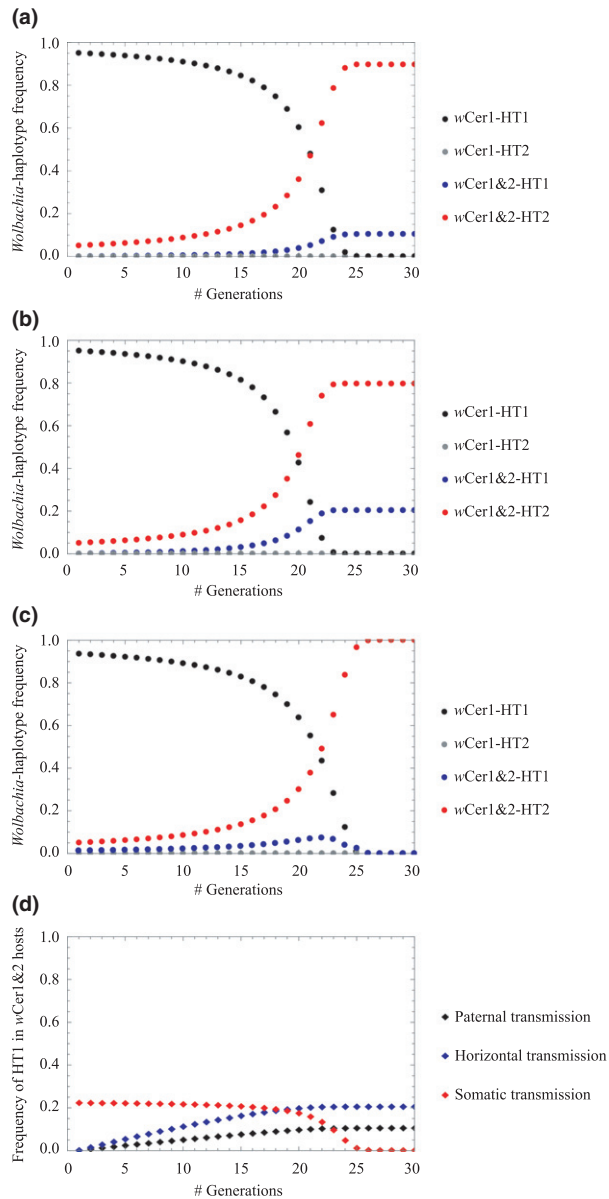 (a)
Wolbachia-haplotype frequency
1.0
0.8
0.6
0.4
0.2
0.0
0 5 10 15 20 25 30
# Generations
wCer1-HT1
wCer1-HT2
wCer1&2-HT1
wCer1&2-HT2
(b)
Wolbachia-haplotype frequency
1.0
0.8
0.6
0.4
0.2
0.0
0 5 10 15 20 25 30
# Generations
wCer1-HT1
wCer1-HT2
wCer1&2-HT1
wCer1&2-HT2
(c)
Wolbachia-haplotype frequency
1.0
0.8
0.6
0.4
0.2
0.0
0 5 10 15 20 25 30
# Generations
wCer1-HT1
wCer1-HT2
wCer1&2-HT1
wCer1&2-HT2
(d)
Frequency of HT1 in wCer1&2 hosts
1.0
0.8
0.6
0.4
0.2
0.0
0 5 10 15 20 25 30
# Generations
Paternal transmission
Horizontal transmission
Somatic transmission